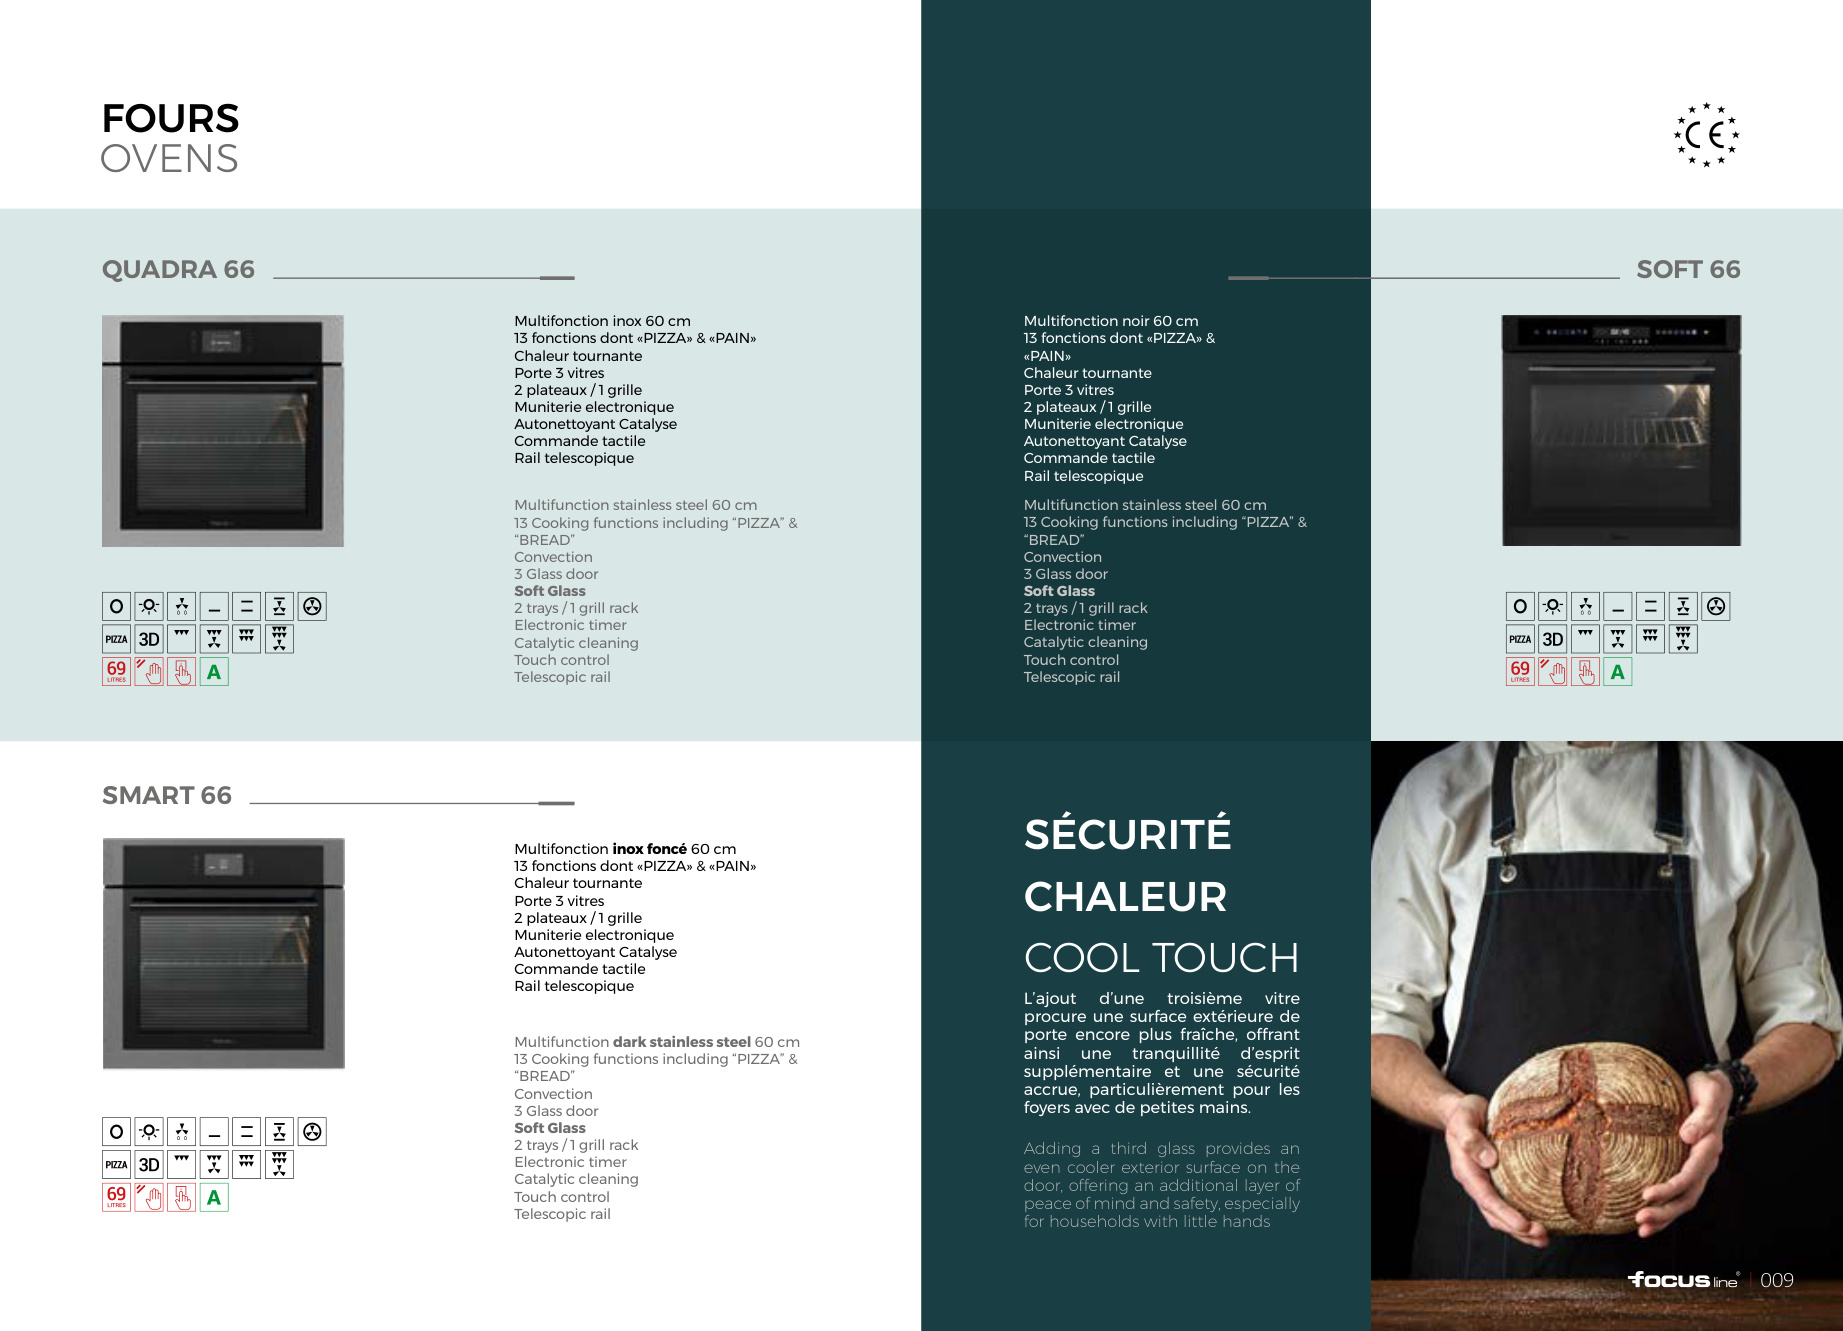 FOURS
OVENS
CE
QUADRA 66
Multifonction inox 60 cm
13 fonctions dont «PIZZA» & «PAIN»
Chaleur tournante
Porte 3 vitres
2 plateaux / 1 grille
Muniterie electronique
Autonettoyant Catalyse
Commande tactile
Rail telescopique
Multifunction stainless steel 60 cm
13 Cooking functions including “PIZZA” &
“BREAD”
Convection
3 Glass door
Soft Glass
2 trays / 1 grill rack
Electronic timer
Catalytic cleaning
Touch control
Telescopic rail
PIZZA 3D
69 LITRES A
SOFT 66
Multifonction noir 60 cm
13 fonctions dont «PIZZA» &
«PAIN»
Chaleur tournante
Porte 3 vitres
2 plateaux / 1 grille
Muniterie electronique
Autonettoyant Catalyse
Commande tactile
Rail telescopique
Multifunction stainless steel 60 cm
13 Cooking functions including “PIZZA” &
“BREAD”
Convection
3 Glass door
Soft Glass
2 trays / 1 grill rack
Electronic timer
Catalytic cleaning
Touch control
Telescopic rail
PIZZA 3D
69 LITRES A
SMART 66
Multifonction inox foncé 60 cm
13 fonctions dont «PIZZA» & «PAIN»
Chaleur tournante
Porte 3 vitres
2 plateaux / 1 grille
Muniterie electronique
Autonettoyant Catalyse
Commande tactile
Rail telescopique
Multifunction dark stainless steel 60 cm
13 Cooking functions including “PIZZA” &
“BREAD”
Convection
3 Glass door
Soft Glass
2 trays / 1 grill rack
Electronic timer
Catalytic cleaning
Touch control
Telescopic rail
PIZZA 3D
69 LITRES A
SÉCURITÉ
CHALEUR
COOL TOUCH
L’ajout d’une troisième vitre
procure une surface extérieure de
porte encore plus fraîche, offrant
ainsi une tranquillité d’esprit
supplémentaire et une sécurité
accrue, particulièrement pour les
foyers avec de petites mains.
Adding a third glass provides an
even cooler exterior surface on the
door, offering an additional layer of
peace of mind and safety, especially
for households with little hands
focus line® | 009